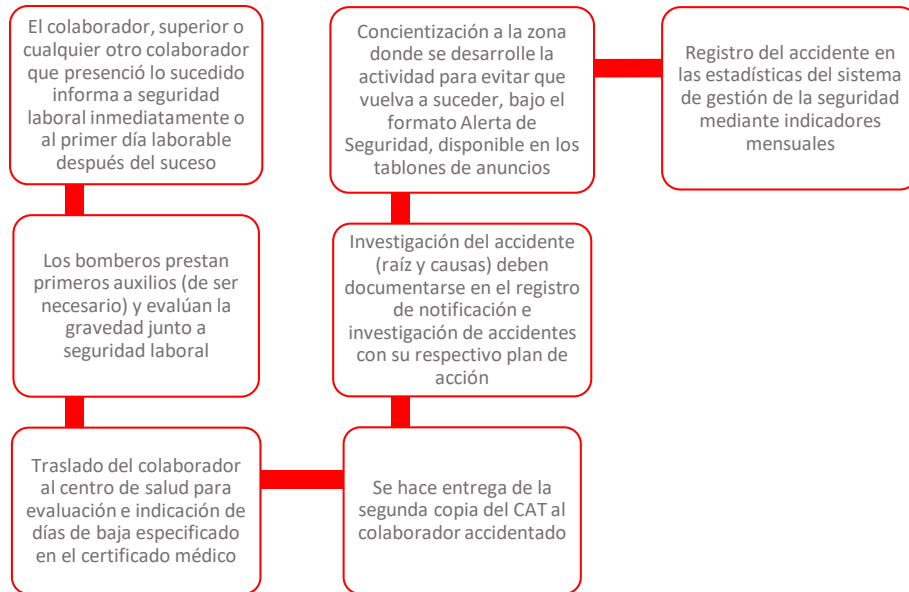 El colaborador, superior o
cualquier otro colaborador
que presenció lo sucedido
informa a seguridad
laboral inmediatamente o
al primer día laborable
después del suceso
Los bomberos prestan
primeros auxilios (de ser
necesario) y evalúan la
gravedad junto a
seguridad laboral
Traslado del colaborador
al centro de salud para
evaluación e indicación de
días de baja especificado
en el certificado médico
Se hace entrega de la
segunda copia del CAT al
colaborador accidentado
Investigación del accidente
(raíz y causas) deben
documentarse en el registro
de notificación e
investigación de accidentes
con su respectivo plan de
acción
Concientización a la zona
donde se desarrolle la
actividad para evitar que
vuelva a suceder, bajo el
formato Alerta de
Seguridad, disponible en los
tablones de anuncios
Registro del accidente en
las estadísticas del sistema
de gestión de la seguridad
mediante indicadores
mensuales